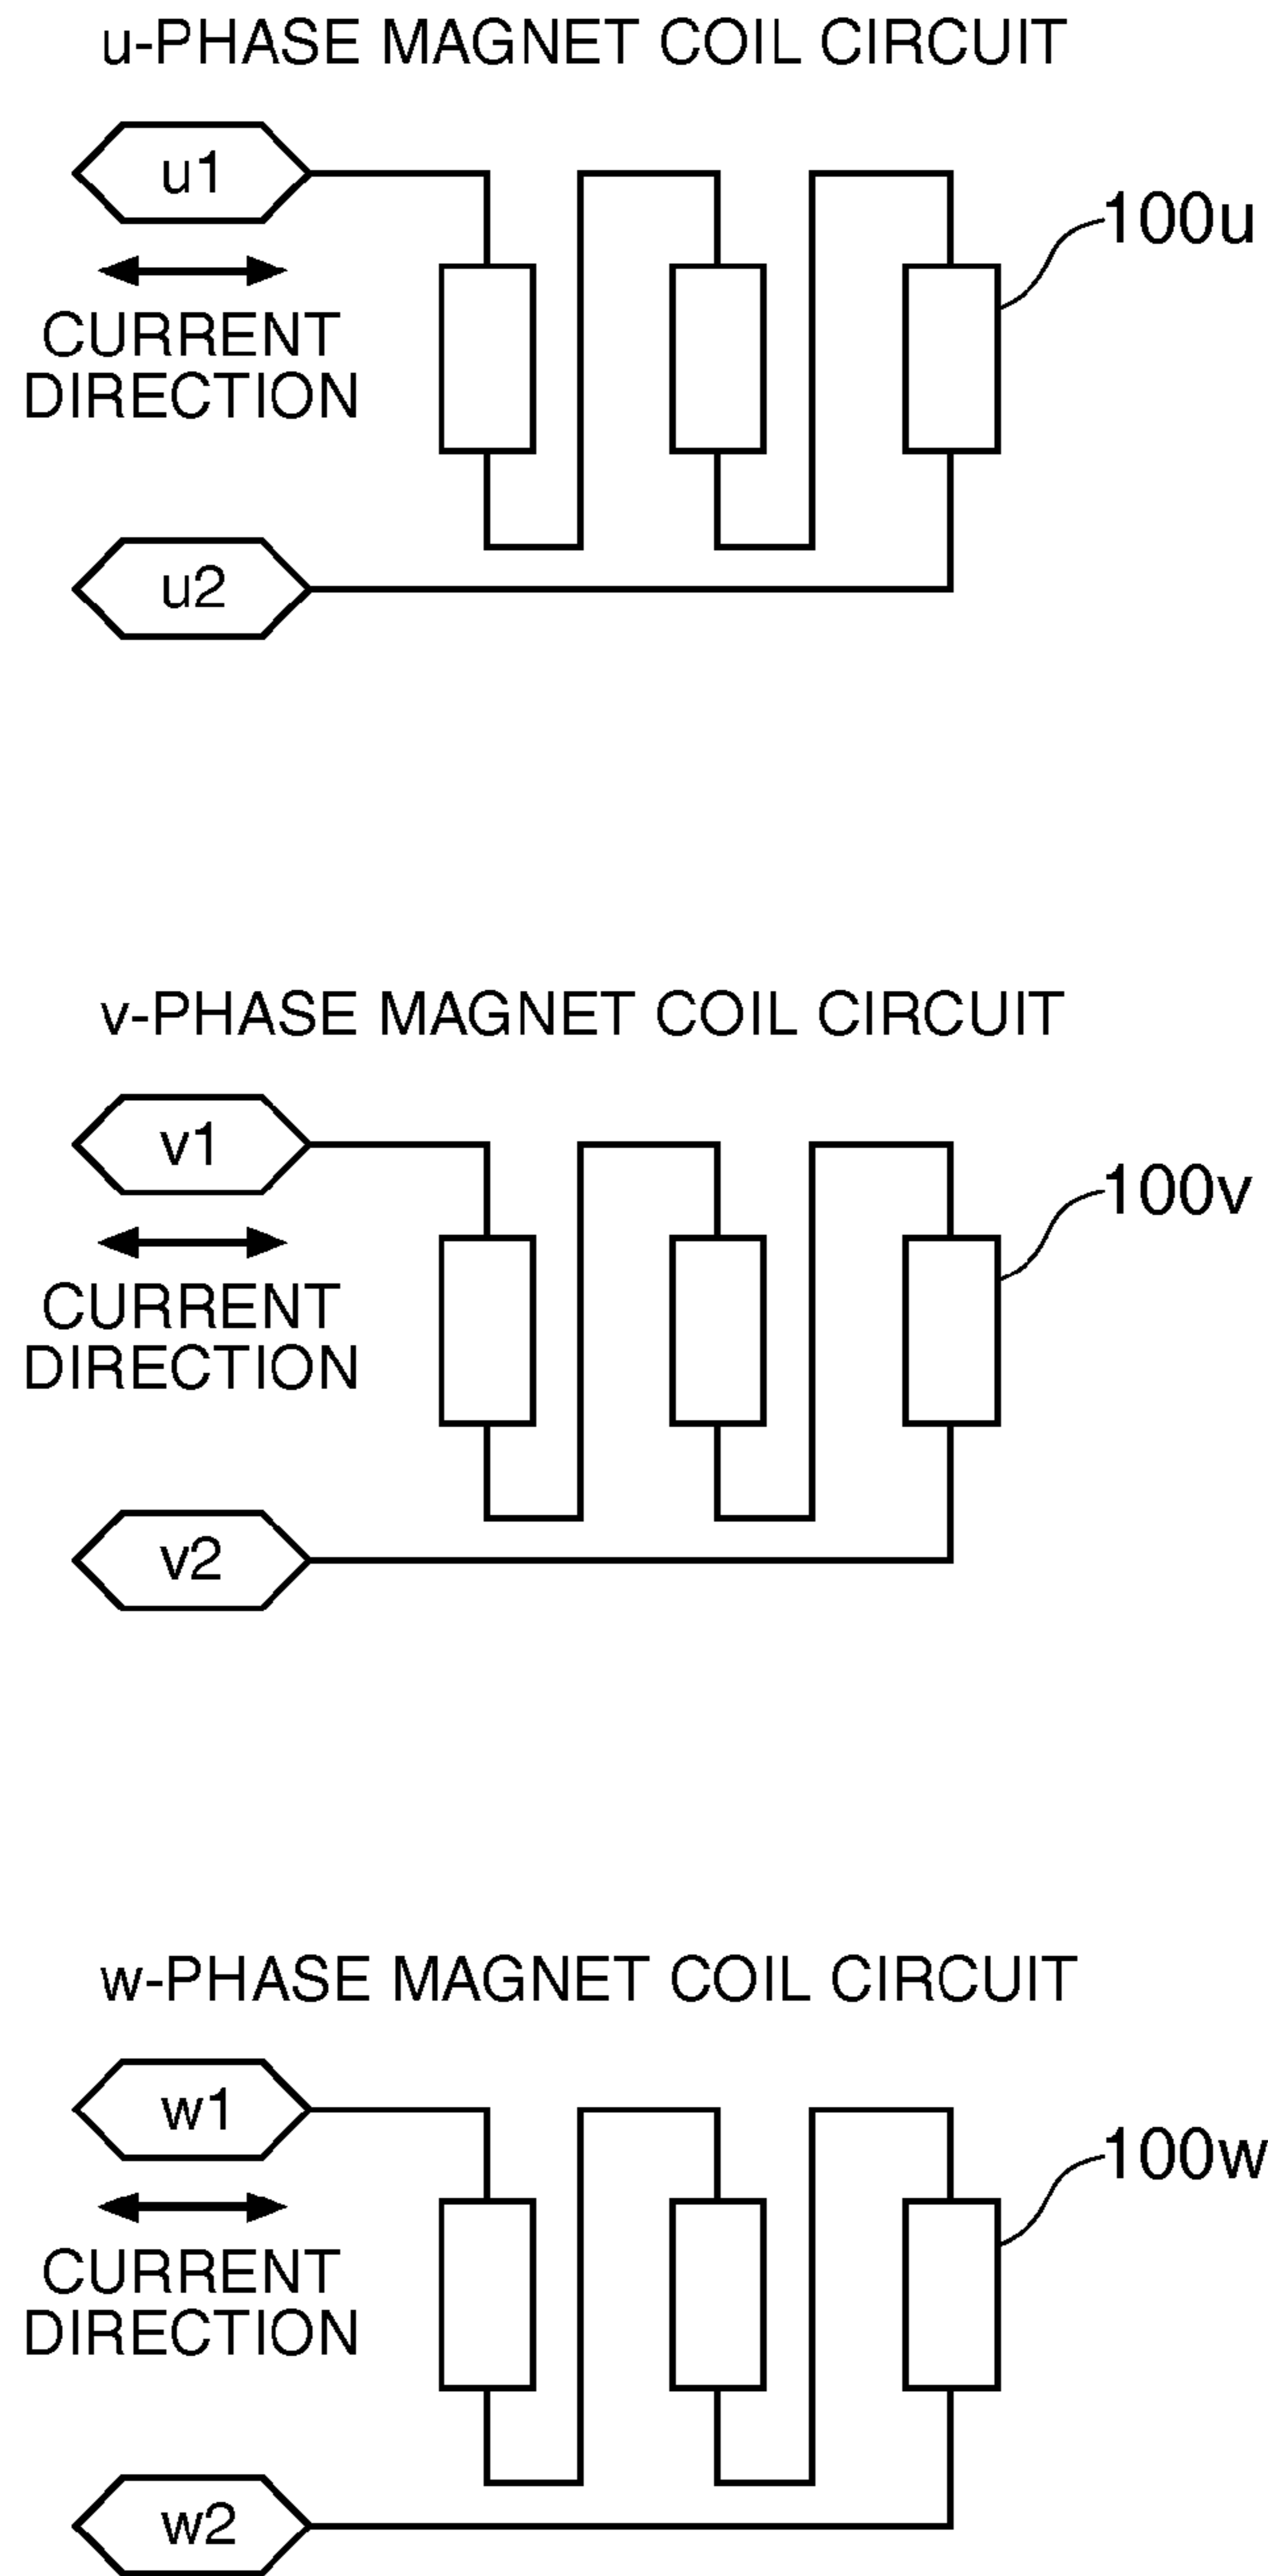 u-PHASE MAGNET COIL CIRCUIT
u1
100u
CURRENT
DIRECTION
u2
v-PHASE MAGNET COIL CIRCUIT
v1
100v
CURRENT
DIRECTION
v2
w-PHASE MAGNET COIL CIRCUIT
w1
100w
CURRENT
DIRECTION
w2